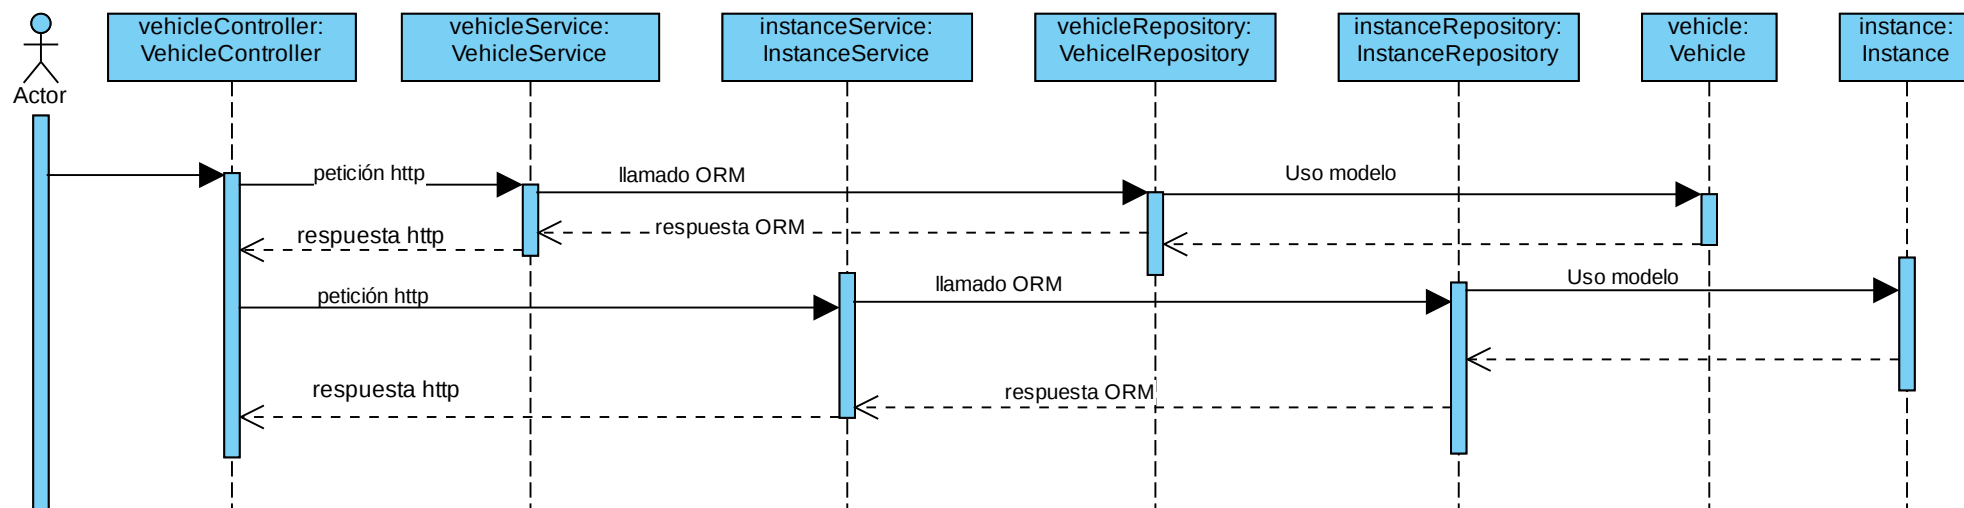 vehicleController:
VehicleController
vehicleService:
VehicleService
instanceService:
InstanceService
vehicleRepository:
VehicelRepository
instanceRepository:
InstanceRepository
vehicle:
Vehicle
instance:
Instance
Actor
petición http
llamado ORM
Uso modelo
respuesta http
respuesta ORM
petición http
llamado ORM
Uso modelo
respuesta http
respuesta ORM